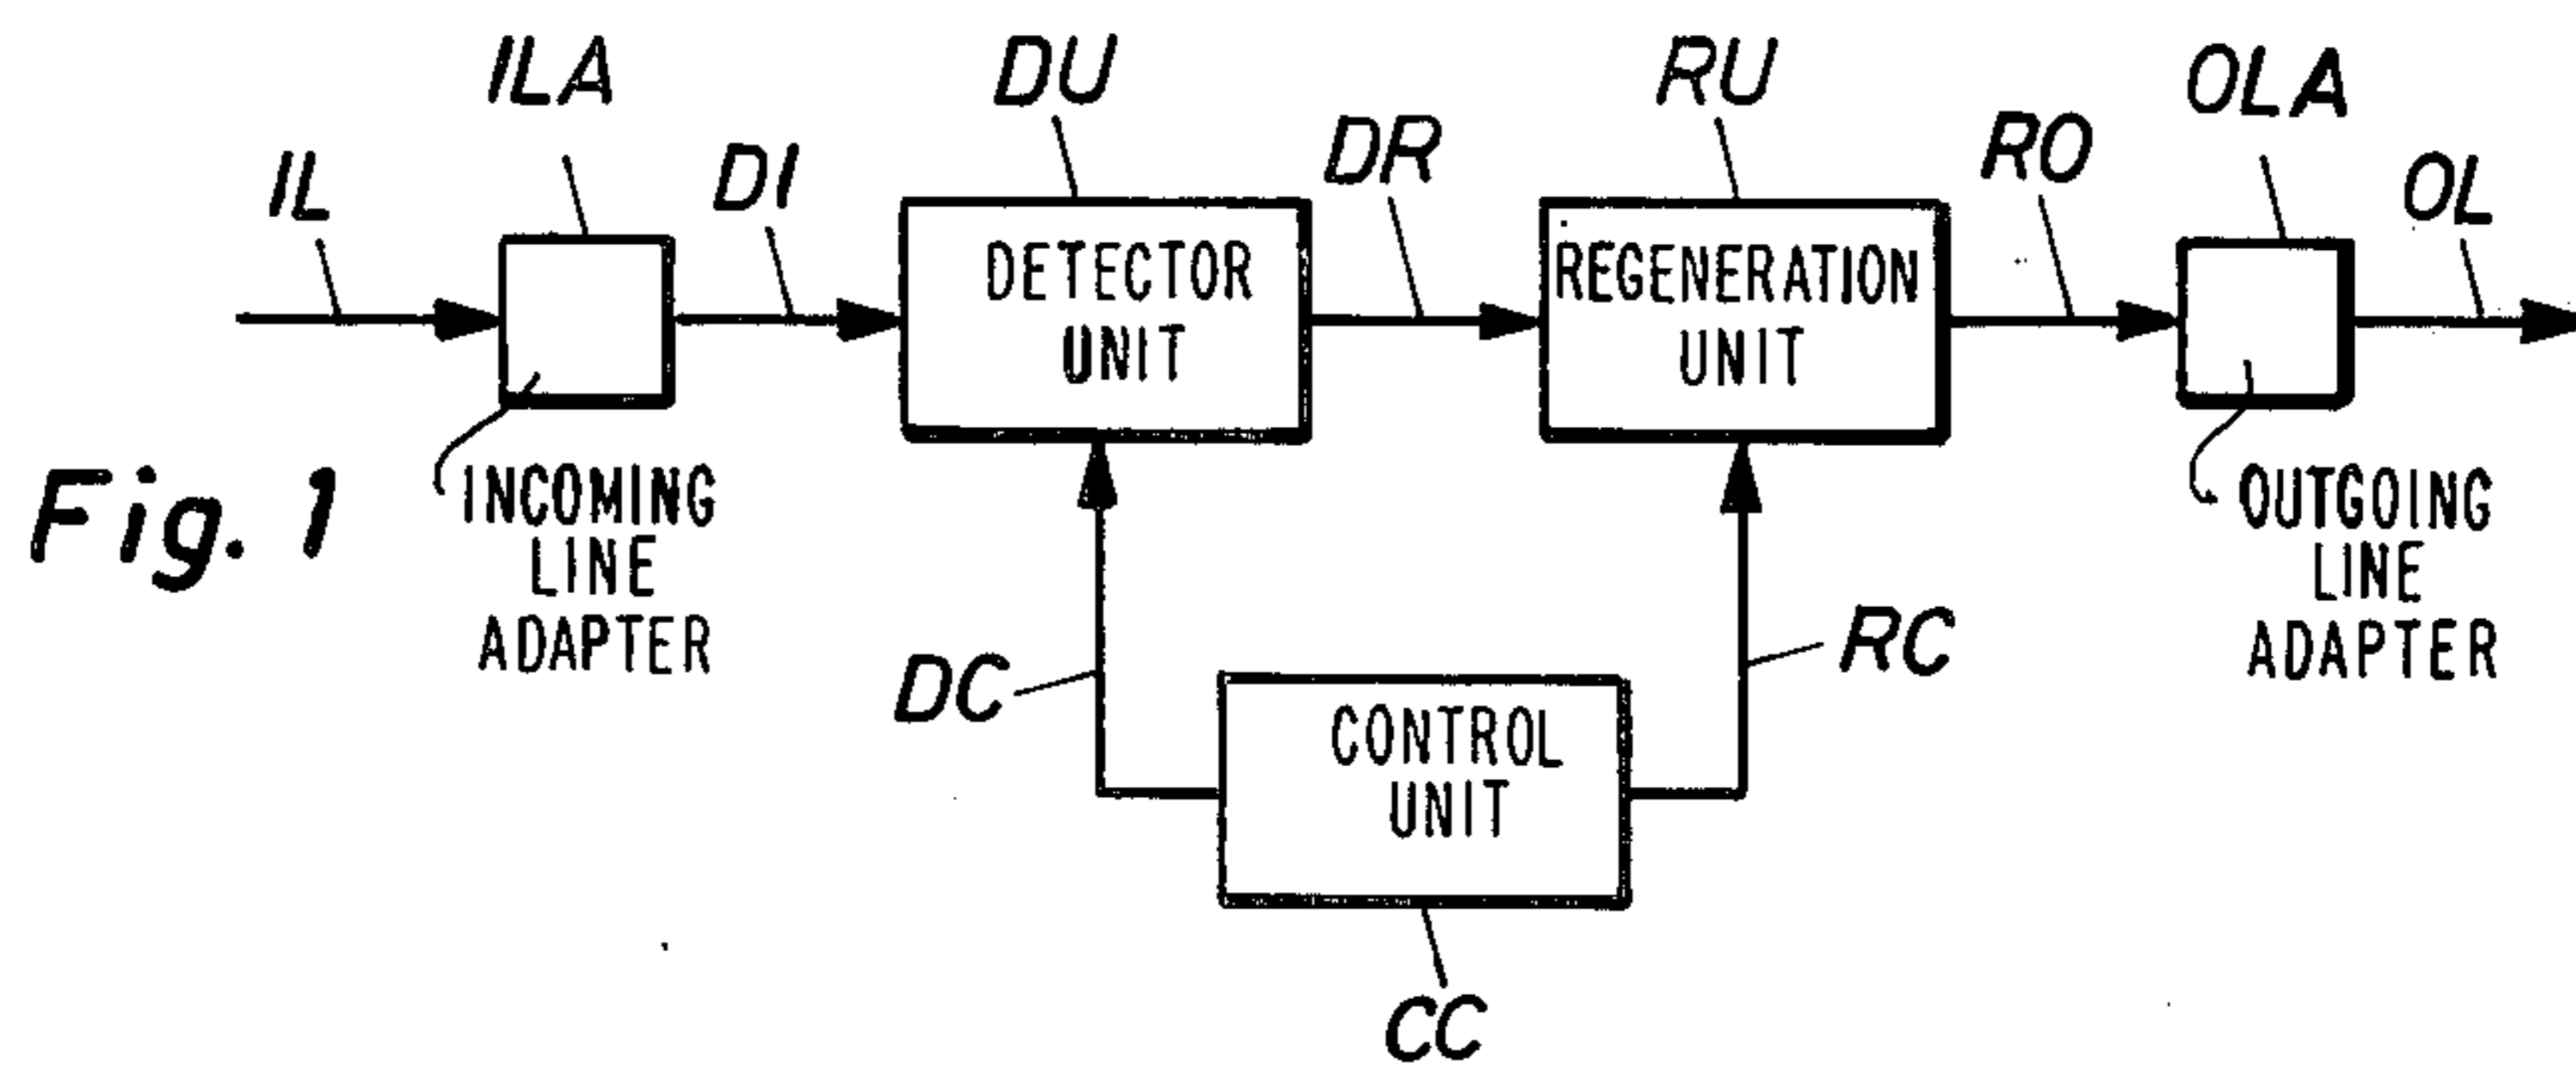 ILA
DU
RU
OLA
IL
DI
DR
RO
OL
DETECTOR
UNIT
REGENERATION
UNIT
Fig. 1
INCOMING
LINE
ADAPTER
OUTGOING
LINE
ADAPTER
DC
RC
CONTROL
UNIT
CC